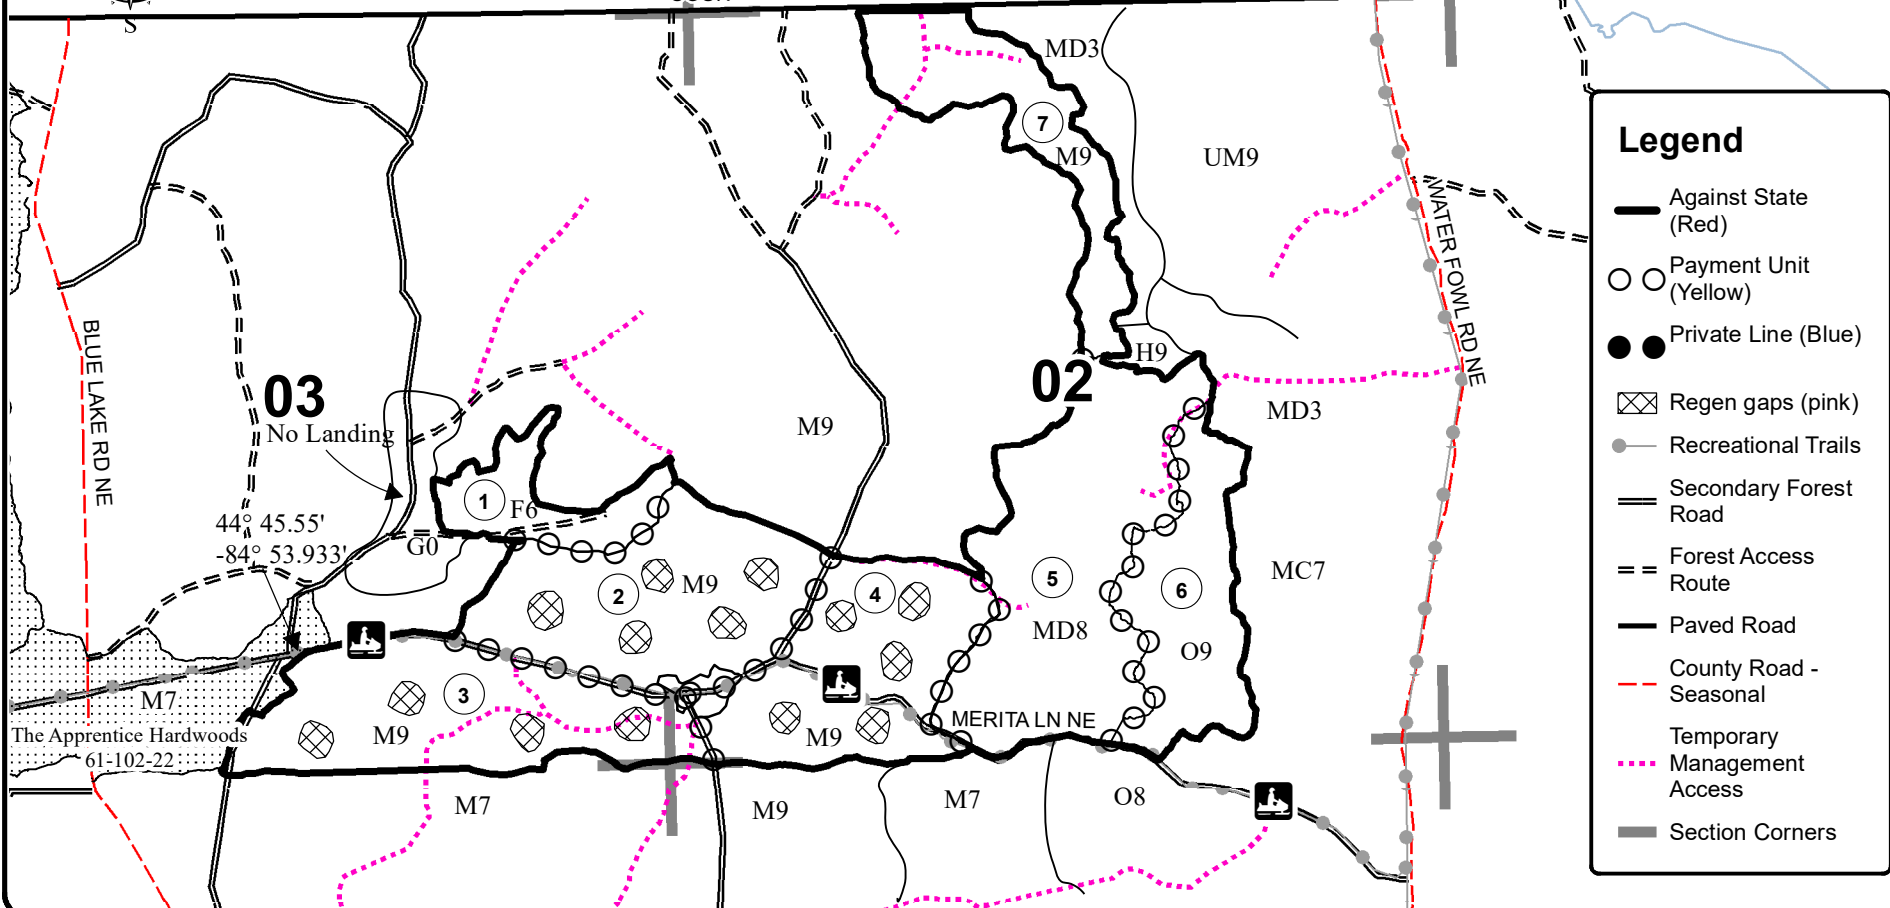 S
MD3
7
M9
UM9
WATER FOWL RD NE
BLUE LAKE RD NE
03
No Landing
02
H9
MD3
M9
1
F6
44° 45.55'
-84° 53.933'
G0
2
M9
4
5
6
MC7
MD8
O9
M7
3
The Apprentice Hardwoods
61-102-22
M9
M9
MERITA LN NE
M7
M9
M7
O8
Legend
Against State
(Red)
Payment Unit
(Yellow)
Private Line (Blue)
Regen gaps (pink)
Recreational Trails
Secondary Forest
Road
Forest Access
Route
Paved Road
County Road -
Seasonal
Temporary
Management
Access
Section Corners